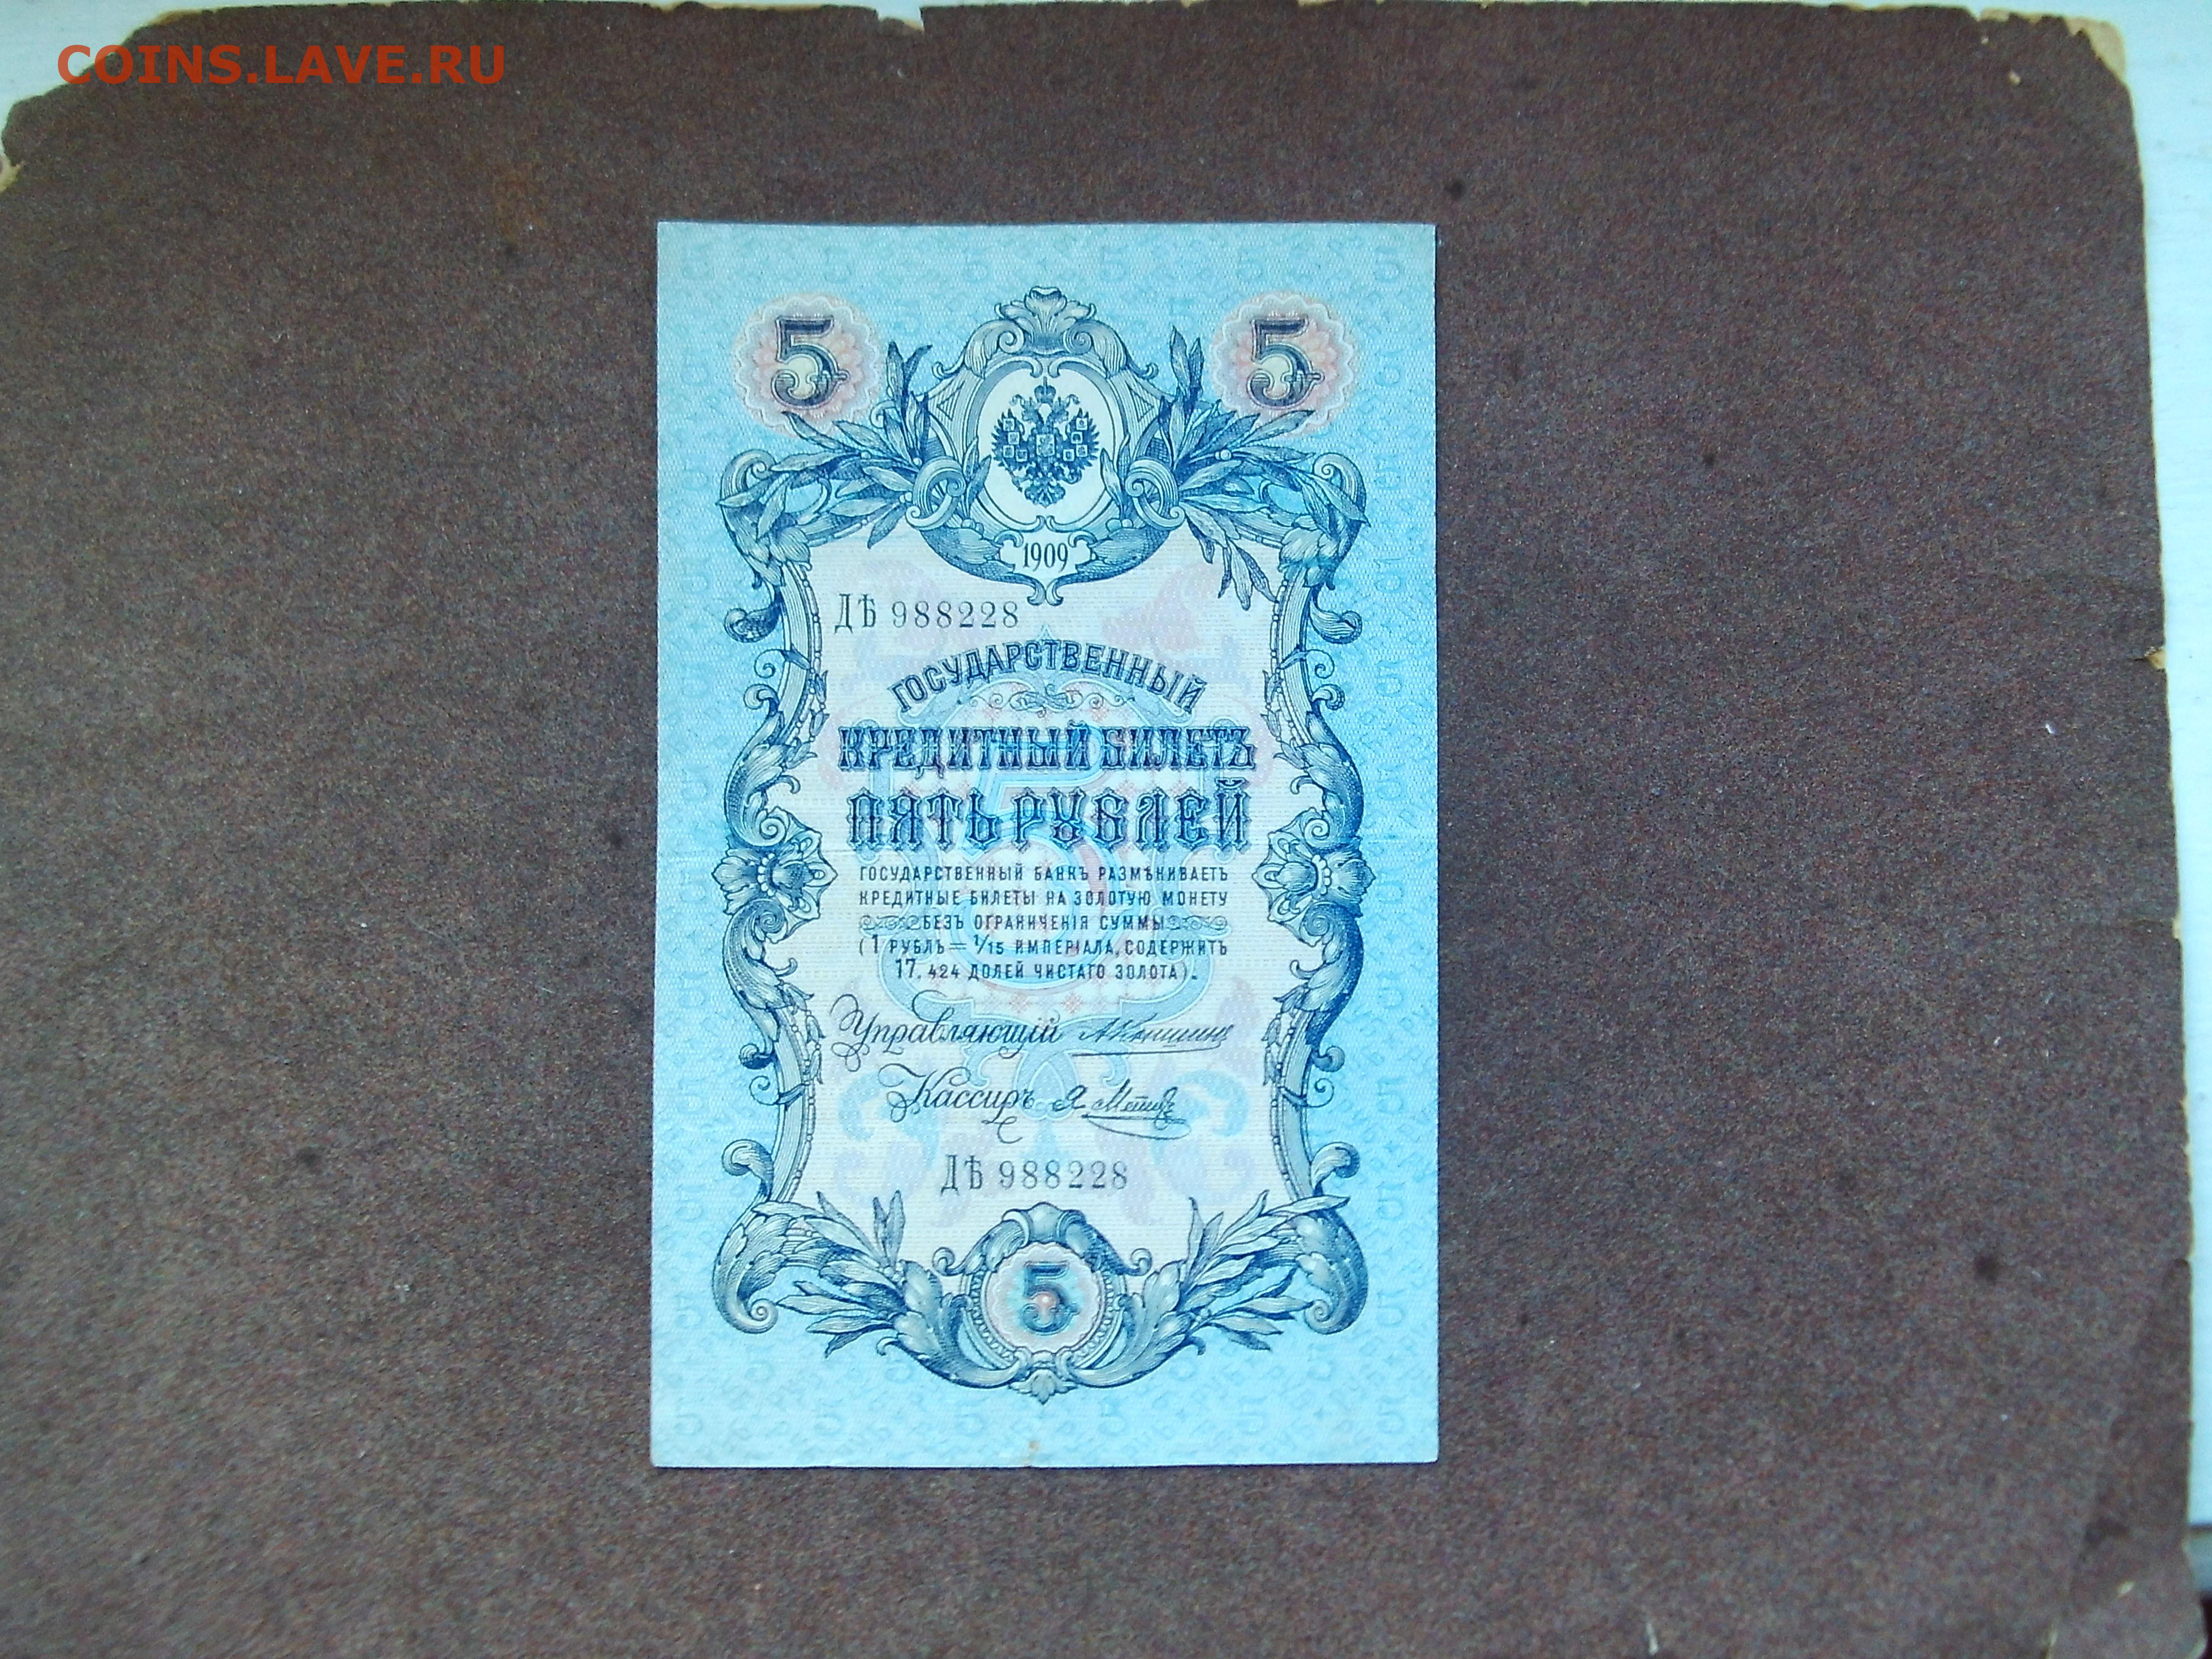 COINS.LAVE.RU
5 5
1909
ДѢ 988228
ГОСУДАРСТВЕННЫЙ
КРЕДИТНЫЙ БИЛЕТЪ
ПЯТЬ РУБЛЕЙ
ГОСУДАРСТВЕННЫЙ БАНКЪ РАЗМѢНИВАЕТЪ
КРЕДИТНЫЕ БИЛЕТЫ НА ЗОЛОТУЮ МОНЕТУ
БЕЗЪ ОГРАНИЧЕНІЯ СУММЫ
(1 РУБЛЬ = 1/15 ИМПЕРІАЛА, СОДЕРЖИТЪ
17,424 ДОЛЕЙ ЧИСТАГО ЗОЛОТА).
Управляющій
Кассиръ Я Метцъ
ДѢ 988228
5